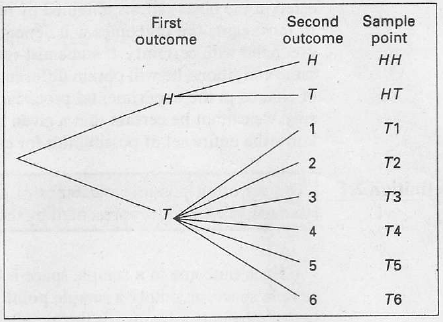 First outcome Second outcome Sample point
H HH
H
T HT
1 T1
2 T2
3 T3
T
4 T4
5 T5
6 T6